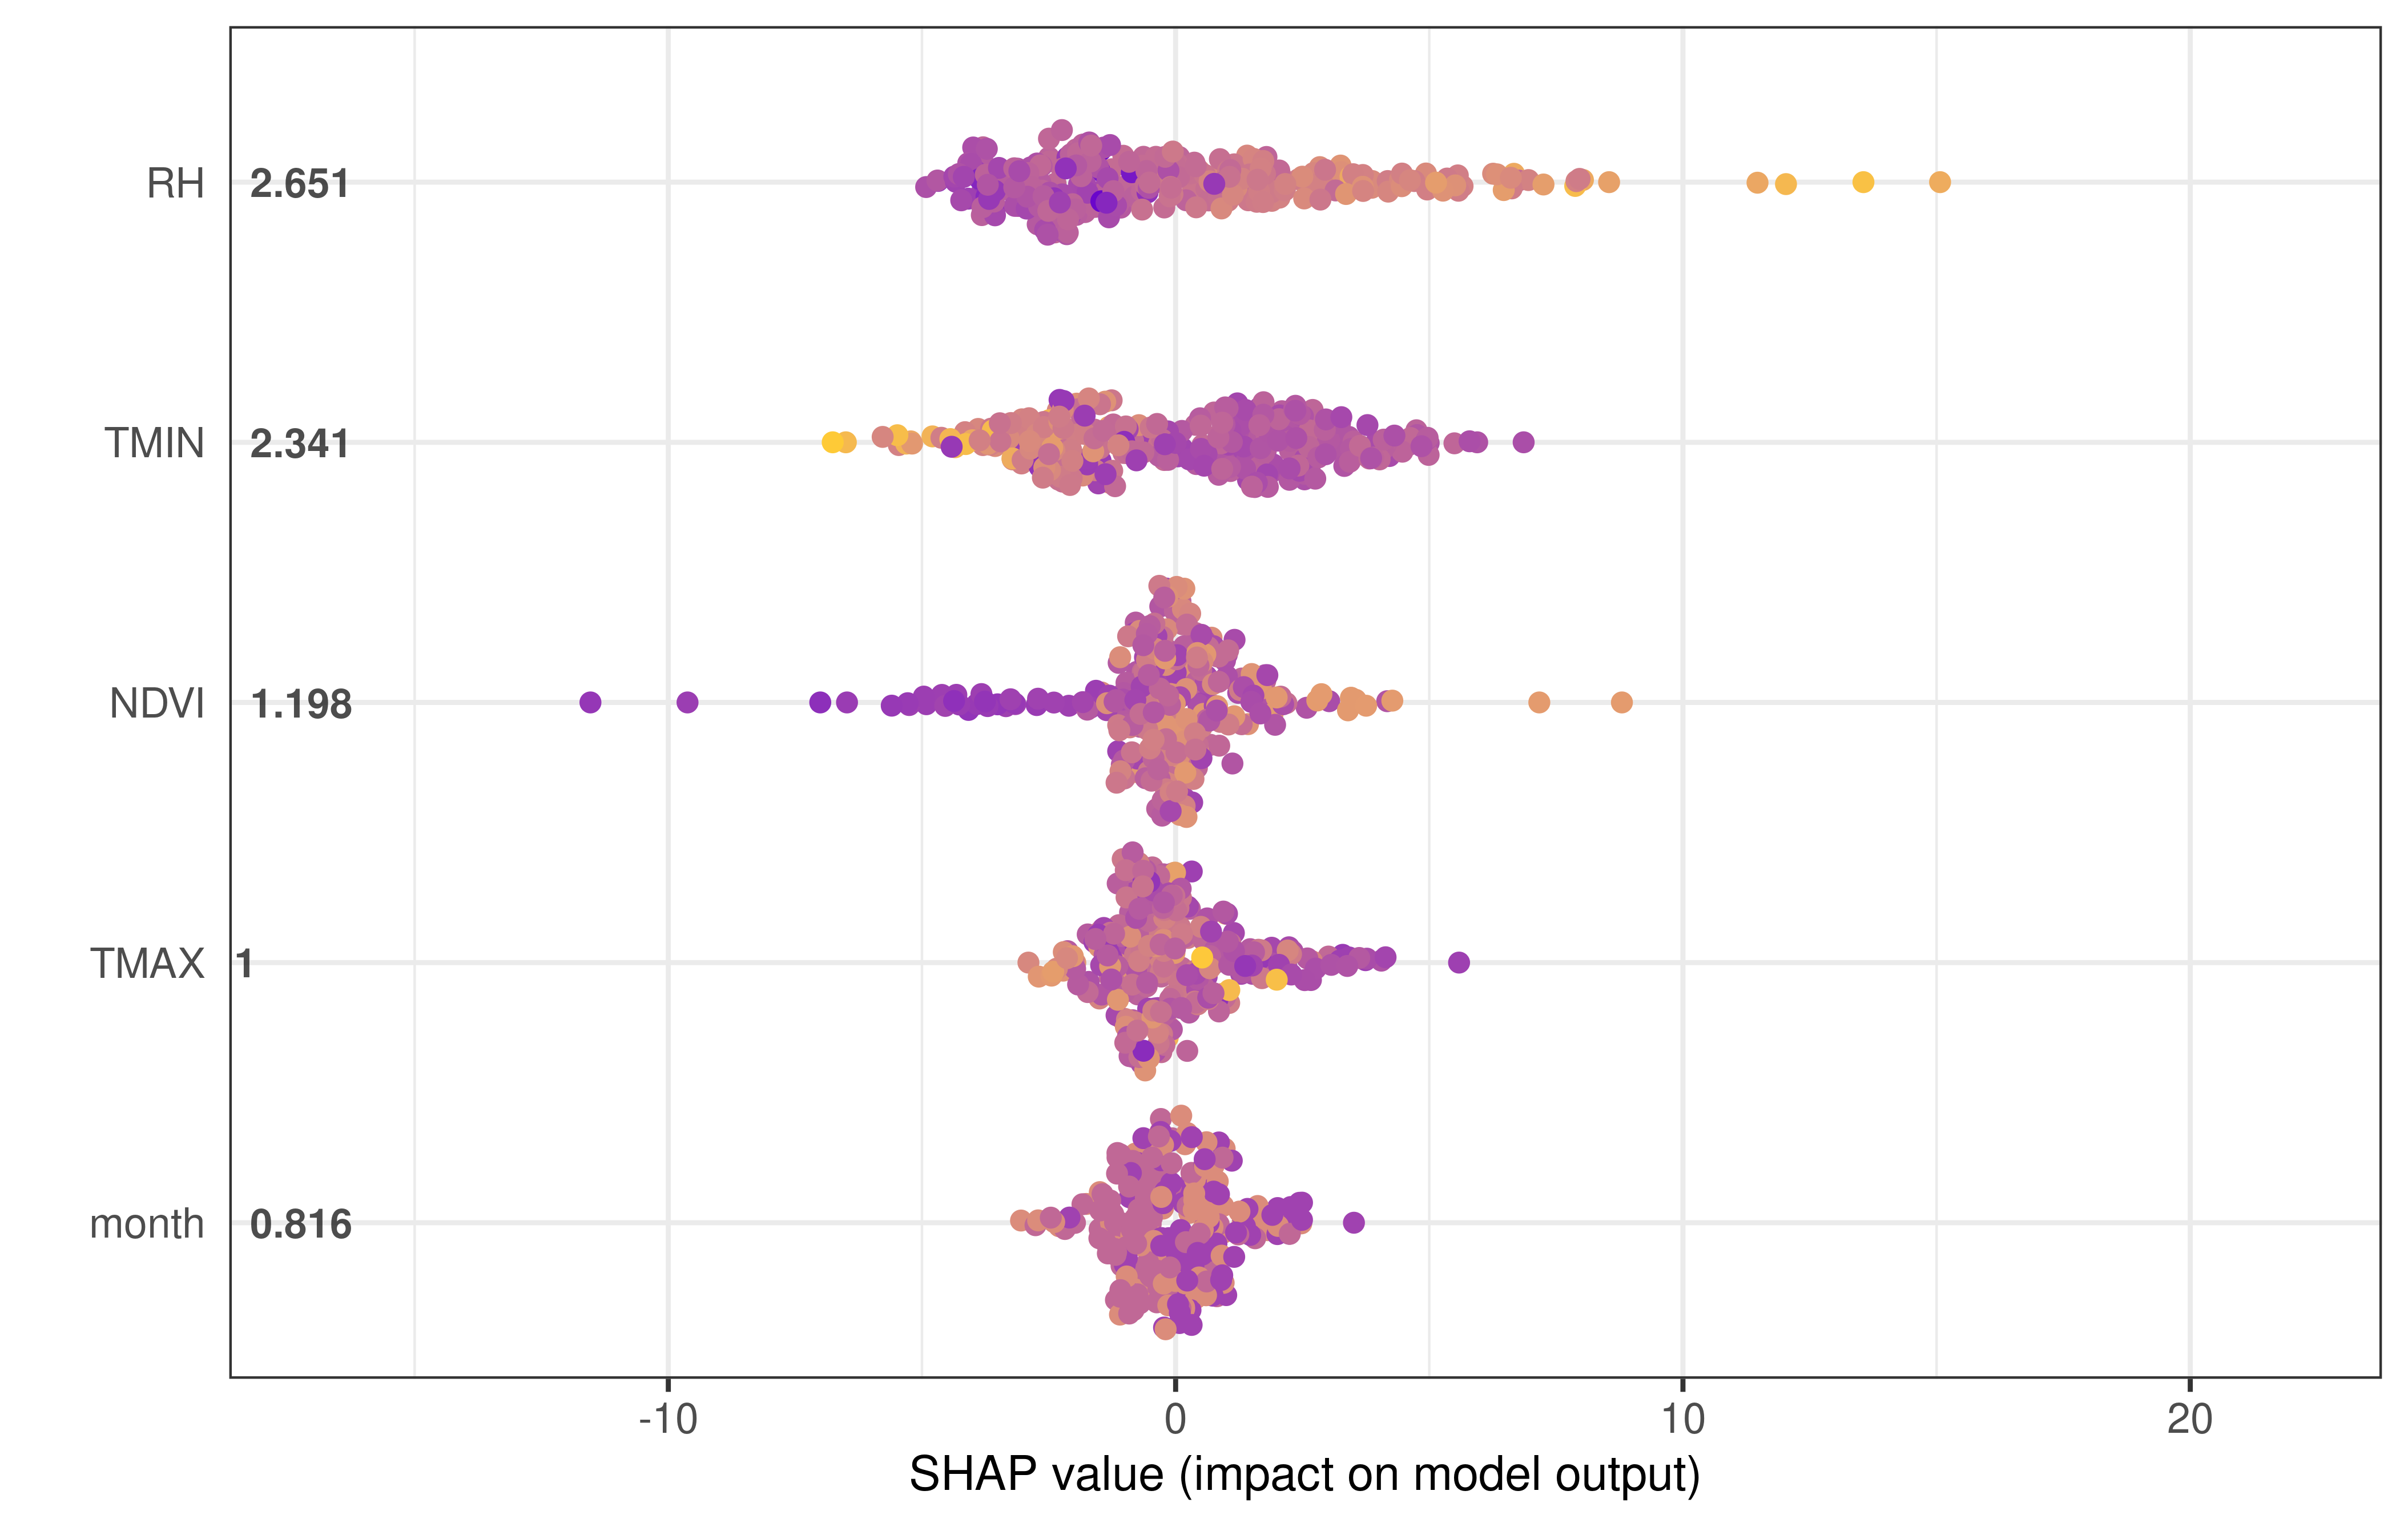 RH 2.651
TMIN 2.341
NDVI 1.198
TMAX 1
month 0.816
-10 0 10 20
SHAP value (impact on model output)